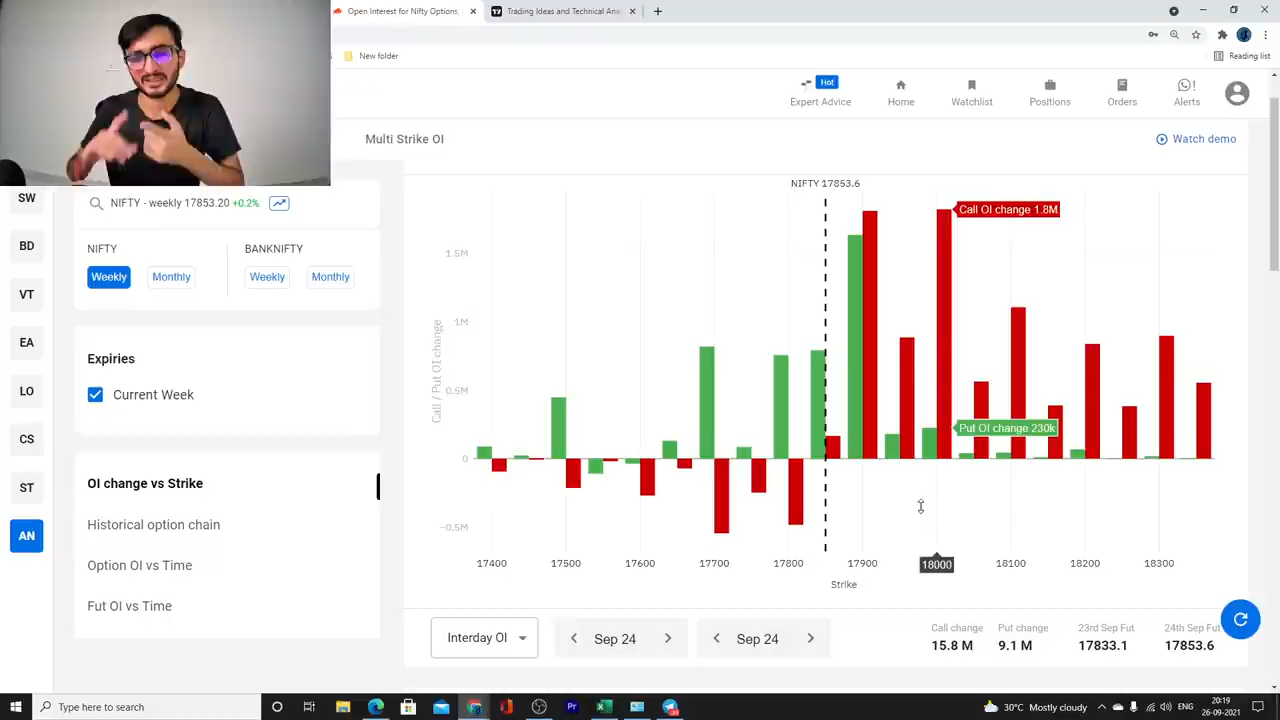 Open Interest for Nifty Options
Trading Ideas and Technical Anal
New folder
Reading list
Hot
Expert Advice
Home
Watchlist
Positions
Orders
Alerts
Multi Strike OI
Watch demo
SW
BD
VT
EA
LO
CS
ST
AN
NIFTY - weekly 17853.20 +0.2%
NIFTY
BANKNIFTY
Weekly
Monthly
Weekly
Monthly
Expiries
Current Week
OI change vs Strike
Historical option chain
Option OI vs Time
Fut OI vs Time
NIFTY 17853.6
Call OI change 1.8M
Put OI change 230k
Call / Put OI change
1.5M
1M
0.5M
0
−0.5M
17400
17500
17600
17700
17800
17900
18000
18100
18200
18300
Strike
Interday OI
Sep 24
Sep 24
Call change
15.8 M
Put change
9.1 M
23rd Sep Fut
17833.1
24th Sep Fut
17853.6
Type here to search
30°C Mostly cloudy
ENG
20:19
26-09-2021